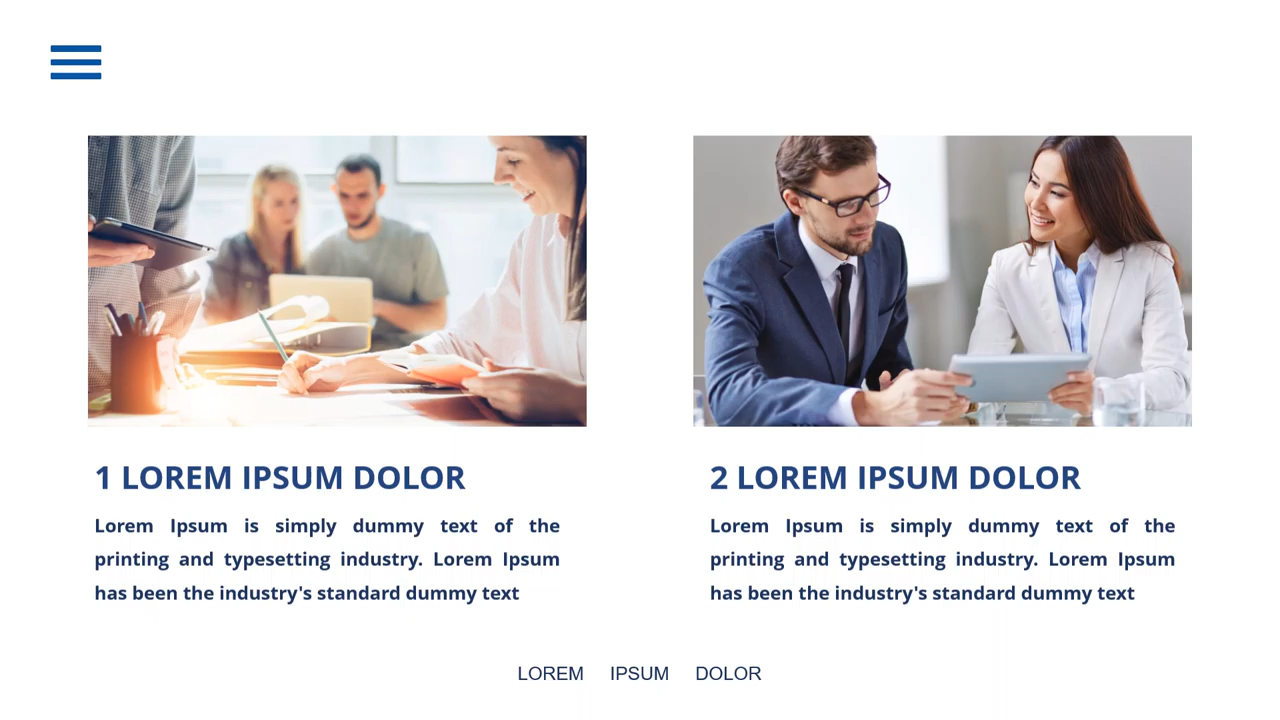 1 LOREM IPSUM DOLOR
Lorem Ipsum is simply dummy text of the
printing and typesetting industry. Lorem Ipsum
has been the industry's standard dummy text
2 LOREM IPSUM DOLOR
Lorem Ipsum is simply dummy text of the
printing and typesetting industry. Lorem Ipsum
has been the industry's standard dummy text
LOREM IPSUM DOLOR